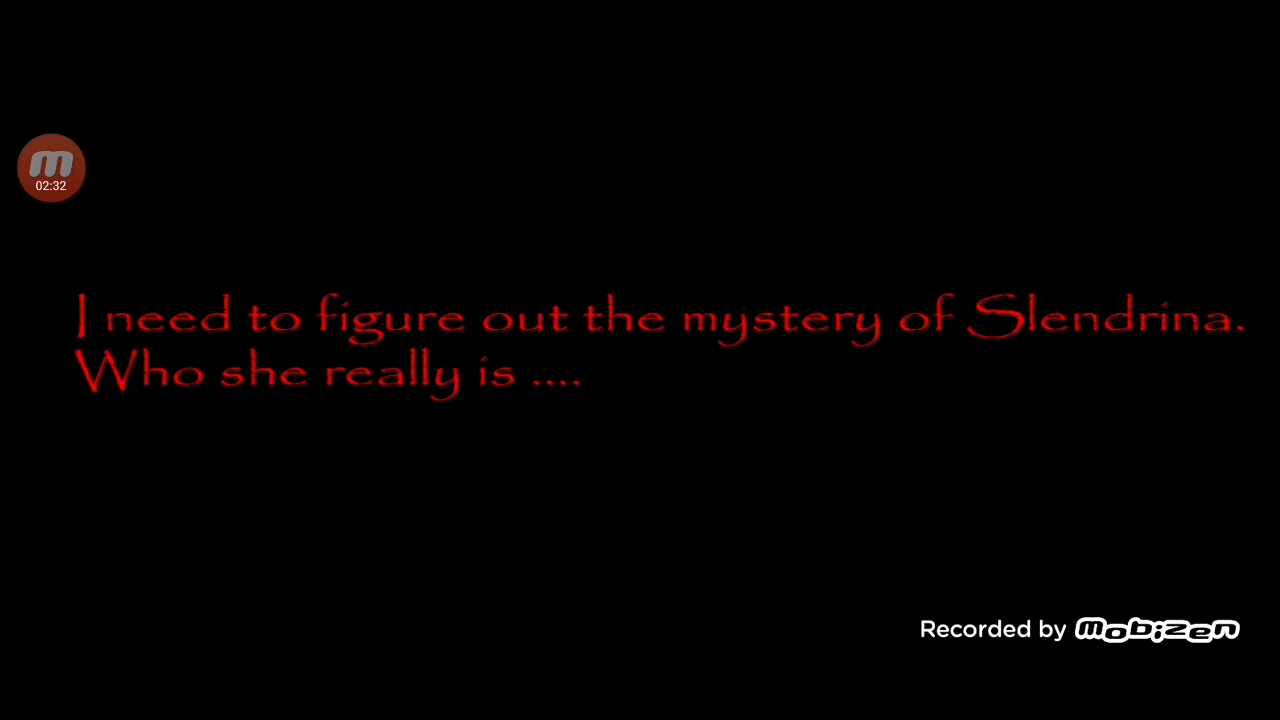 m
02:32
I need to figure out the mystery of Slendrina.
Who she really is ....
Recorded by mobizen